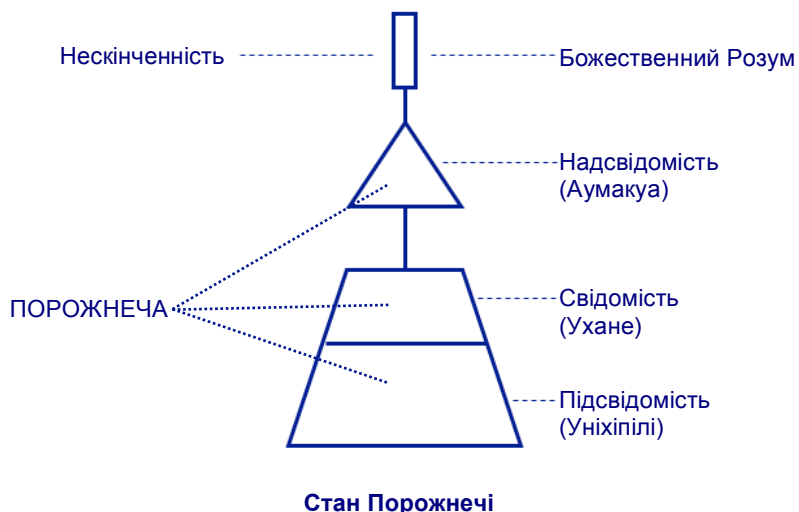 Нескінченність
Божественний Розум
Надсвідомість
(Аумакуа)
ПОРОЖНЕЧА
Свідомість
(Ухане)
Підсвідомість
(Уніхіпілі)
Стан Порожнечі